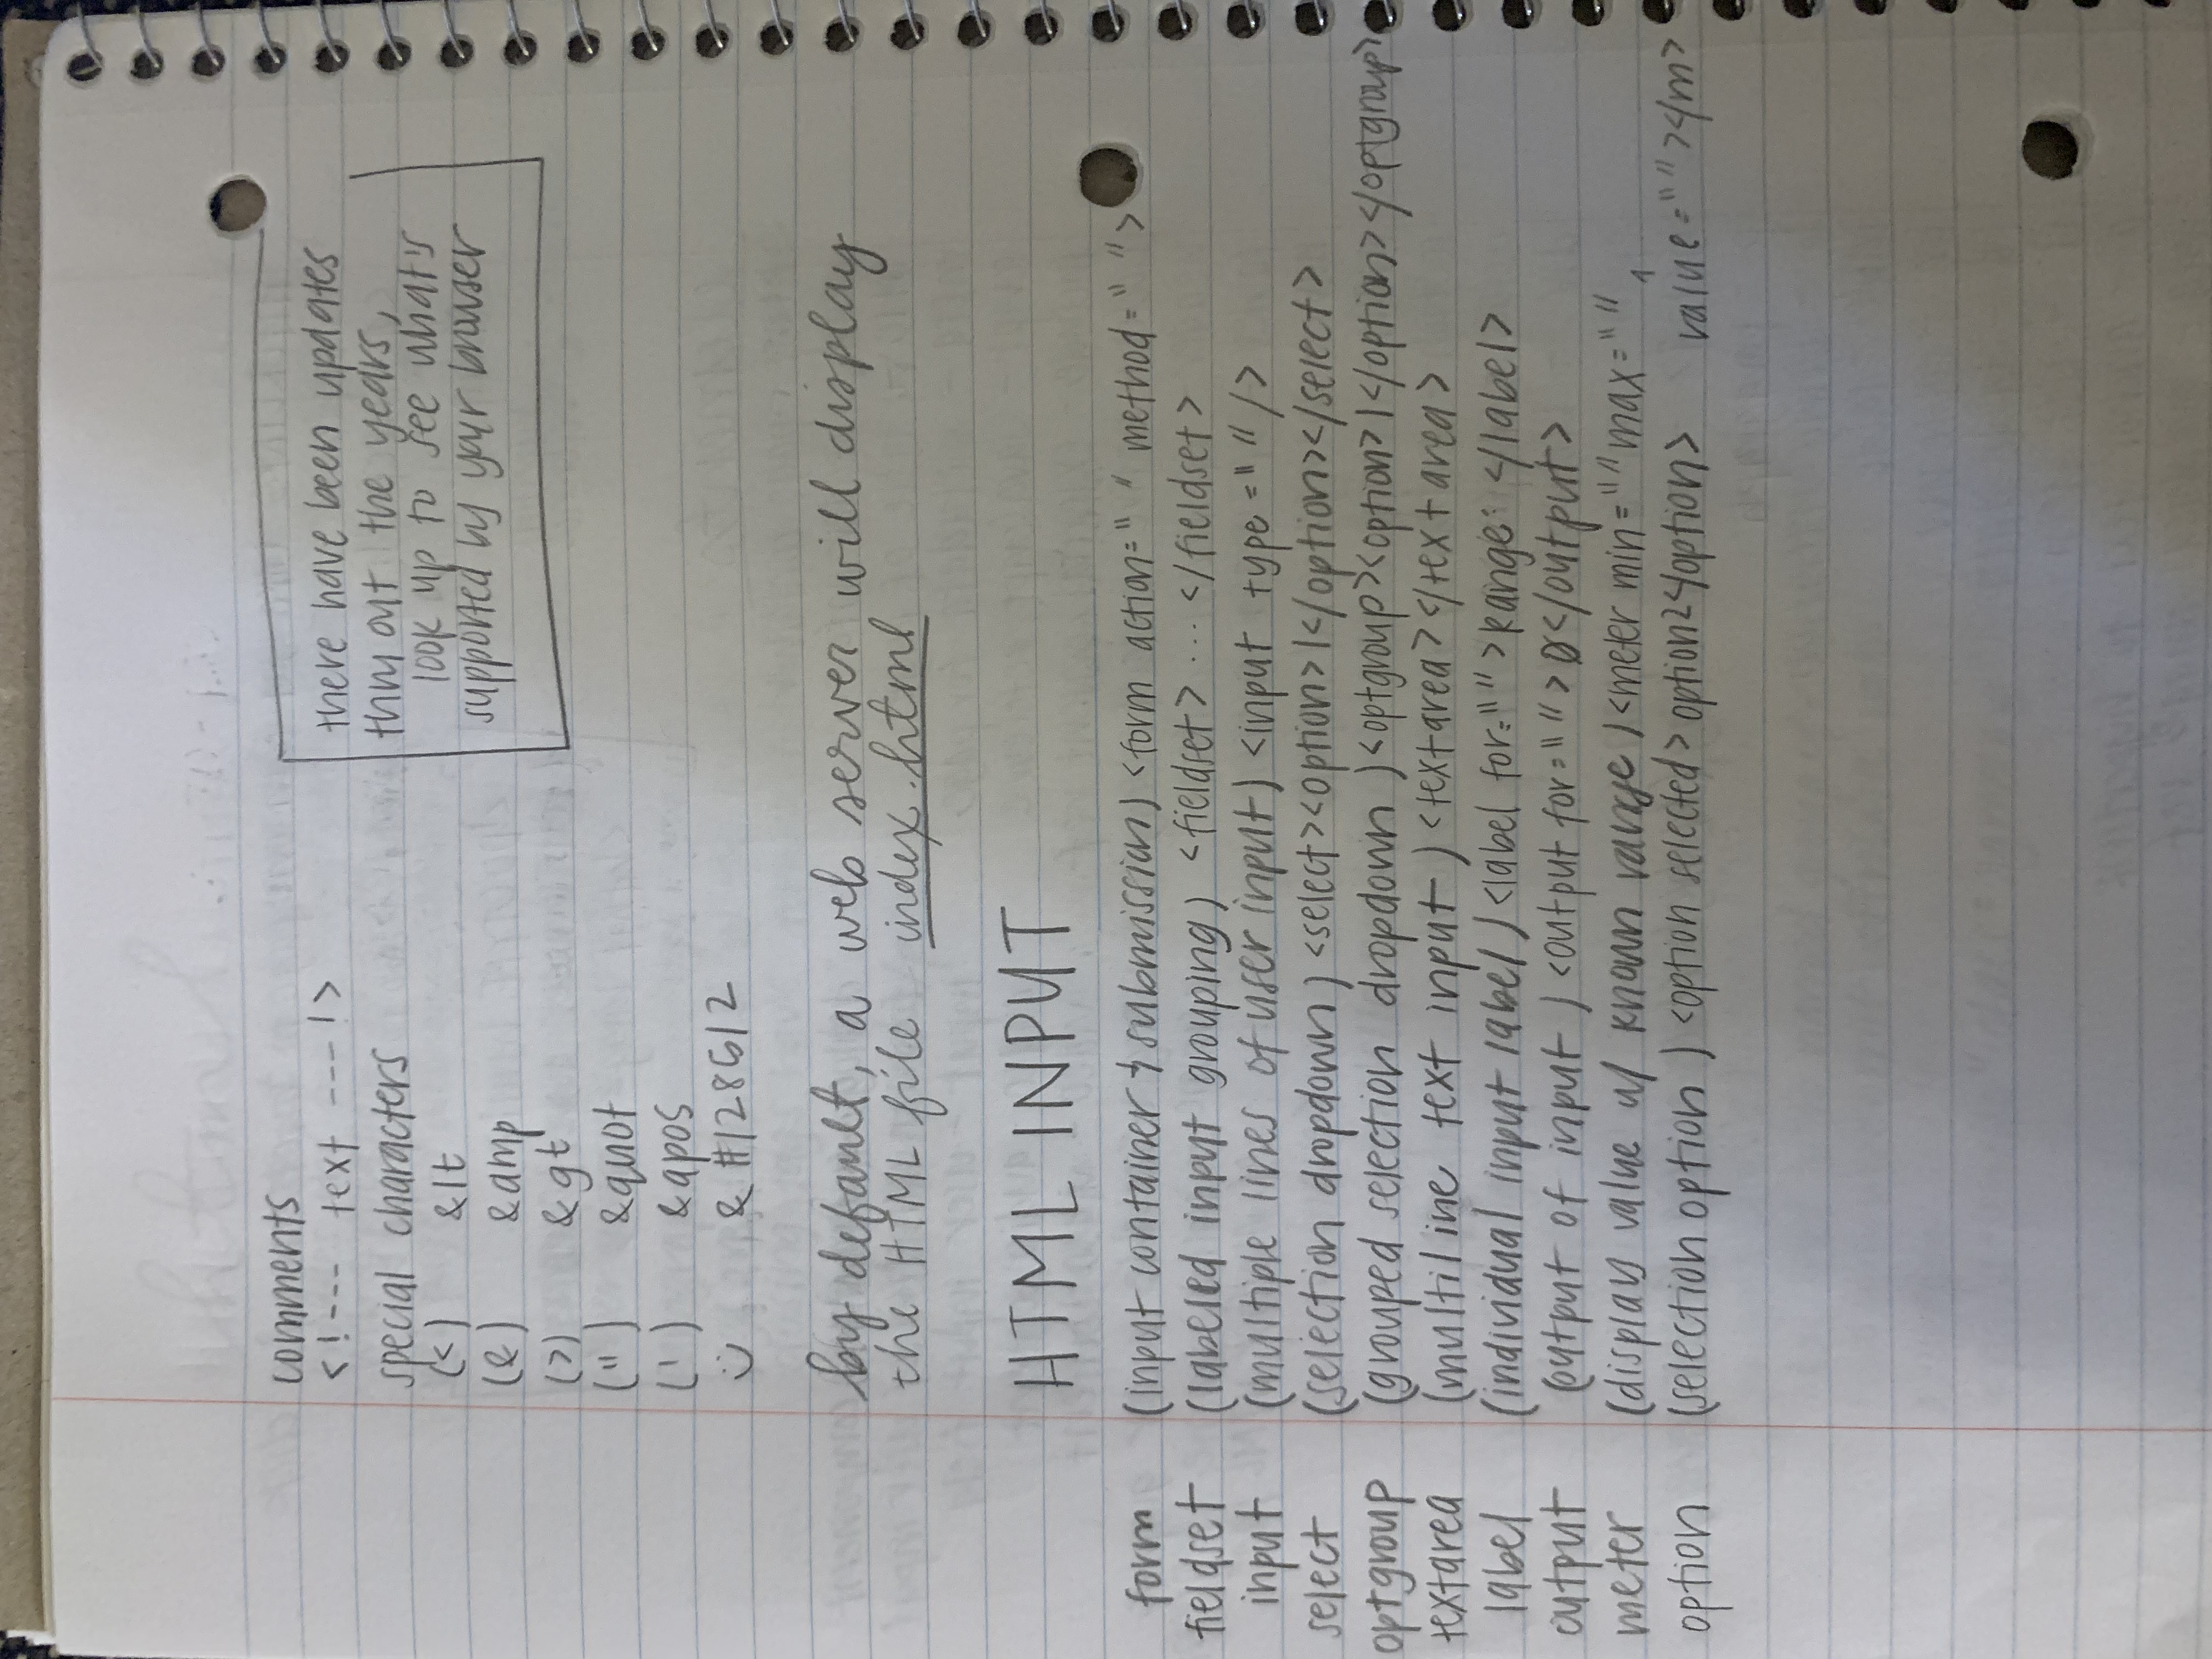 comments
<!--- text ---!>
special characters
(<) &lt
(&) &amp
(>) &gt
(") &quot
(') &apos
& #128512
there have been updates
thru out the years,
look up to see what's
supported by your browser
by default, a web server will display
the HTML file index.html
HTML INPUT
form (input container & submission) <form action=" " method=" ">
fieldset (labeled input grouping) <fieldset> ... </fieldset>
input (multiple lines of user input) <input type=" " />
select (selection dropdown) <select><option>1</option></select>
optgroup (grouped selection dropdown) <optgroup><option>1</option></optgroup>
textarea (multiline text input) <textarea></textarea>
label (individual input label) <label for=" ">Range: </label>
output (output of input) <output for=" ">0</output>
meter (display value w/ known range) <meter min=" " max=" " value=" "></m>
option (selection option) <option selected>option2</option>